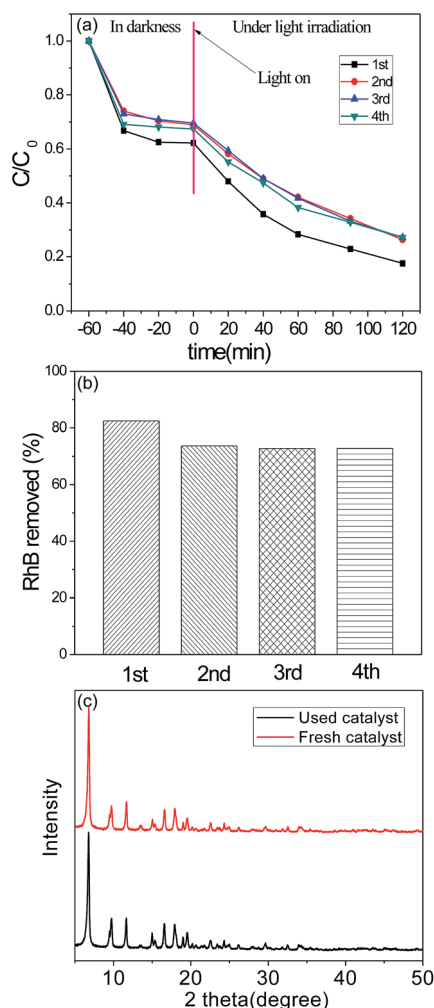 (a) In darkness Under light irradiation
Light on
1st
2nd
3rd
4th
C/C0
1.0
0.8
0.6
0.4
0.2
0.0
-60 -40 -20 0 20 40 60 80 100 120
time(min)
(b)
RhB removed (%)
100
80
60
40
20
0
1st 2nd 3rd 4th
(c)
Used catalyst
Fresh catalyst
Intensity
10 20 30 40 50
2 theta(degree)